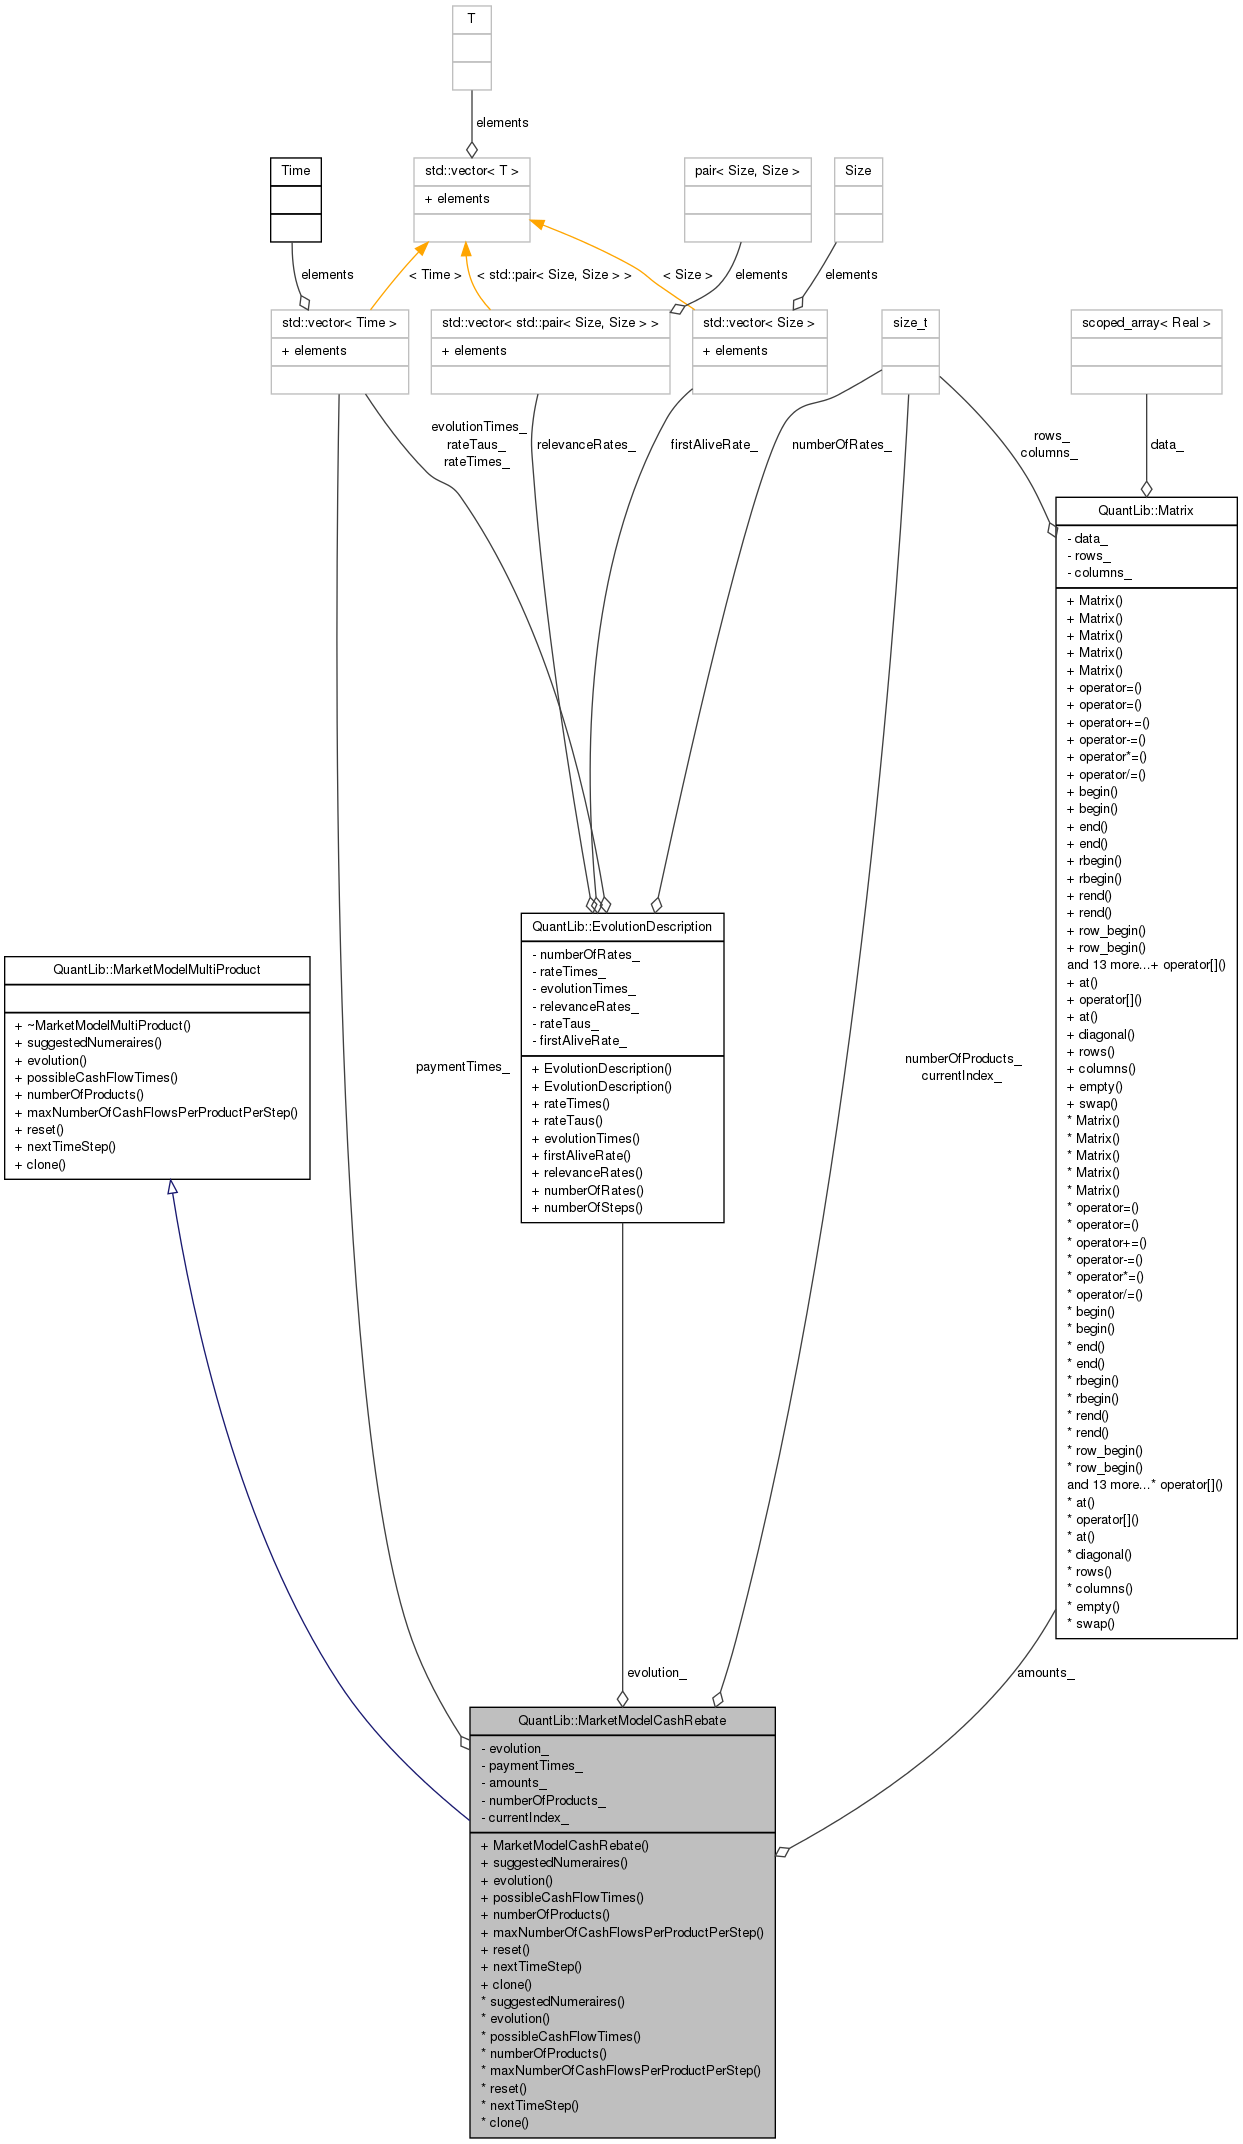 T
elements
Time
std::vector< T >
+ elements
pair< Size, Size >
Size
elements
< Time >
< std::pair< Size, Size > >
< Size >
elements
elements
std::vector< Time >
+ elements
std::vector< std::pair< Size, Size > >
+ elements
std::vector< Size >
+ elements
size_t
scoped_array< Real >
evolutionTimes_
rateTaus_
rateTimes_
relevanceRates_
firstAliveRate_
numberOfRates_
rows_
columns_
data_
QuantLib::Matrix
- data_
- rows_
- columns_
+ Matrix()
+ Matrix()
+ Matrix()
+ Matrix()
+ Matrix()
+ operator=()
+ operator=()
+ operator+=()
+ operator-=()
+ operator*=()
+ operator/=()
+ begin()
+ begin()
+ end()
+ end()
+ rbegin()
+ rbegin()
+ rend()
+ rend()
+ row_begin()
+ row_begin()
and 13 more...+ operator[]()
+ at()
+ operator[]()
+ at()
+ diagonal()
+ rows()
+ columns()
+ empty()
+ swap()
* Matrix()
* Matrix()
* Matrix()
* Matrix()
* Matrix()
* operator=()
* operator=()
* operator+=()
* operator-=()
* operator*=()
* operator/=()
* begin()
* begin()
* end()
* end()
* rbegin()
* rbegin()
* rend()
* rend()
* row_begin()
* row_begin()
and 13 more...* operator[]()
* at()
* operator[]()
* at()
* diagonal()
* rows()
* columns()
* empty()
* swap()
QuantLib::EvolutionDescription
- numberOfRates_
- rateTimes_
- evolutionTimes_
- relevanceRates_
- rateTaus_
- firstAliveRate_
+ EvolutionDescription()
+ EvolutionDescription()
+ rateTimes()
+ rateTaus()
+ evolutionTimes()
+ firstAliveRate()
+ relevanceRates()
+ numberOfRates()
+ numberOfSteps()
QuantLib::MarketModelMultiProduct
+ ~MarketModelMultiProduct()
+ suggestedNumeraires()
+ evolution()
+ possibleCashFlowTimes()
+ numberOfProducts()
+ maxNumberOfCashFlowsPerProductPerStep()
+ reset()
+ nextTimeStep()
+ clone()
paymentTimes_
numberOfProducts_
currentIndex_
evolution_
amounts_
QuantLib::MarketModelCashRebate
- evolution_
- paymentTimes_
- amounts_
- numberOfProducts_
- currentIndex_
+ MarketModelCashRebate()
+ suggestedNumeraires()
+ evolution()
+ possibleCashFlowTimes()
+ numberOfProducts()
+ maxNumberOfCashFlowsPerProductPerStep()
+ reset()
+ nextTimeStep()
+ clone()
* suggestedNumeraires()
* evolution()
* possibleCashFlowTimes()
* numberOfProducts()
* maxNumberOfCashFlowsPerProductPerStep()
* reset()
* nextTimeStep()
* clone()